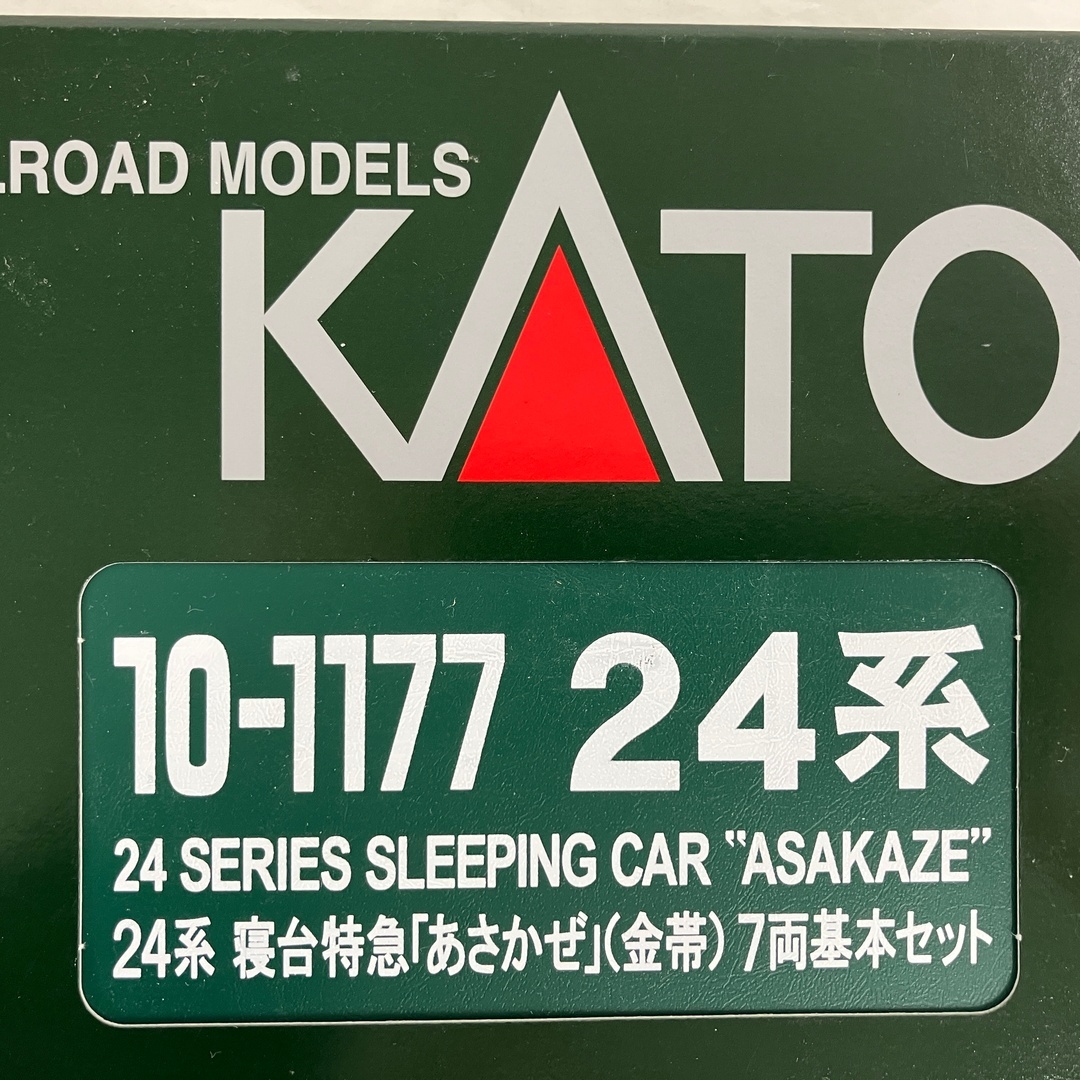 LROAD MODELS
KATO
10-1177 24系
24 SERIES SLEEPING CAR “ASAKAZE”
24系 寝台特急「あさかぜ」(金帯) 7両基本セット